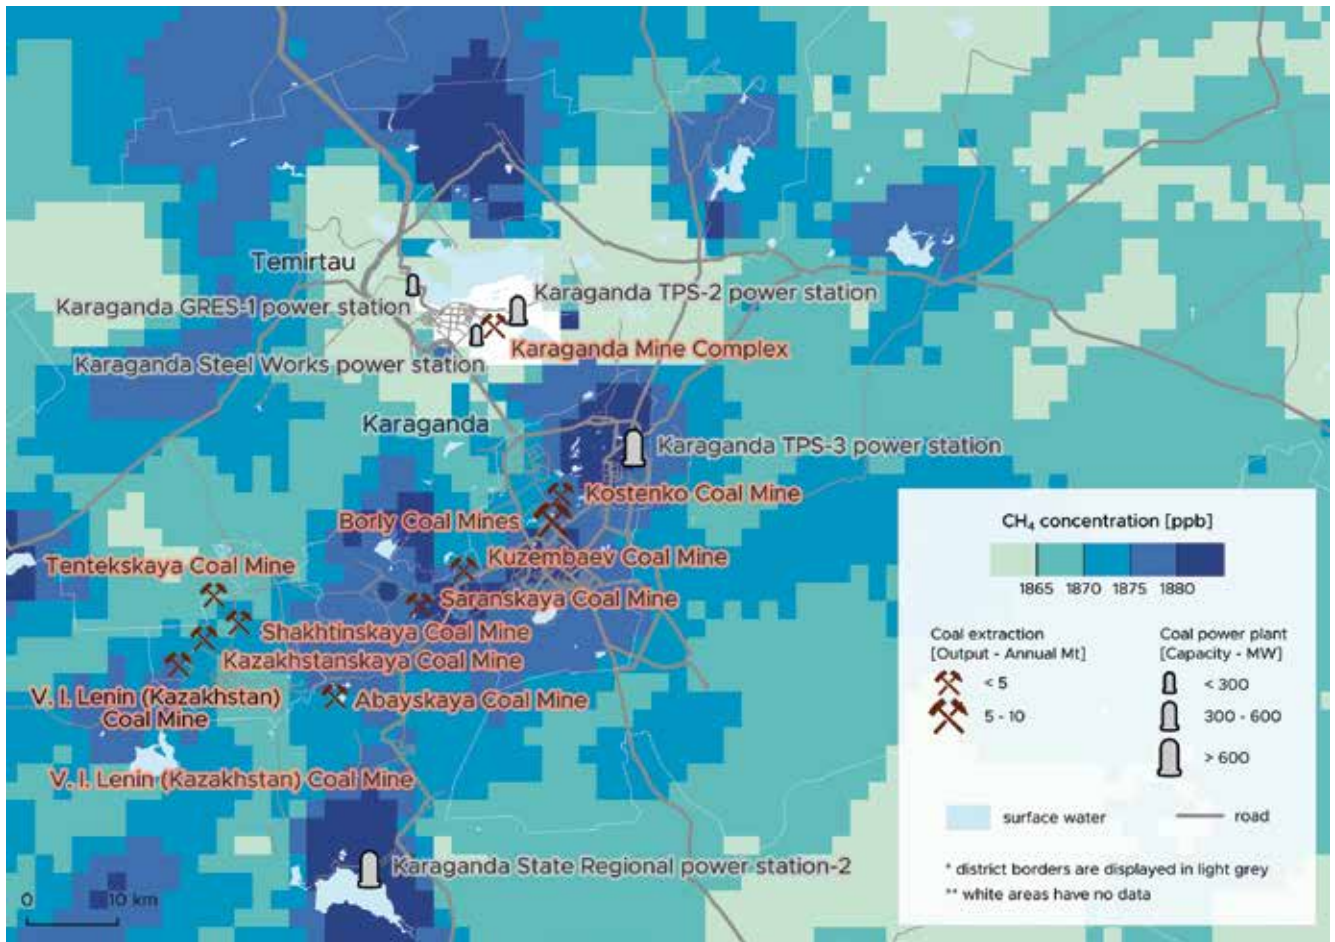 Temirtau
Karaganda GRES-1 power station
Karaganda TPS-2 power station
Karaganda Steel Works power station
Karaganda Mine Complex
Karaganda
Karaganda TPS-3 power station
Kostenko Coal Mine
Borly Coal Mines
Kuzembaev Coal Mine
Tentekskaya Coal Mine
Saranskaya Coal Mine
Shakhtinskaya Coal Mine
Kazakhstanskaya Coal Mine
V. I. Lenin (Kazakhstan)
Coal Mine
Abayskaya Coal Mine
V. I. Lenin (Kazakhstan) Coal Mine
Karaganda State Regional power station-2
0 10 km
CH₄ concentration [ppb]
1865 1870 1875 1880
Coal extraction
[Output - Annual Mt]
< 5
5 - 10
Coal power plant
[Capacity - MW]
< 300
300 - 600
> 600
surface water
road
* district borders are displayed in light grey
** white areas have no data